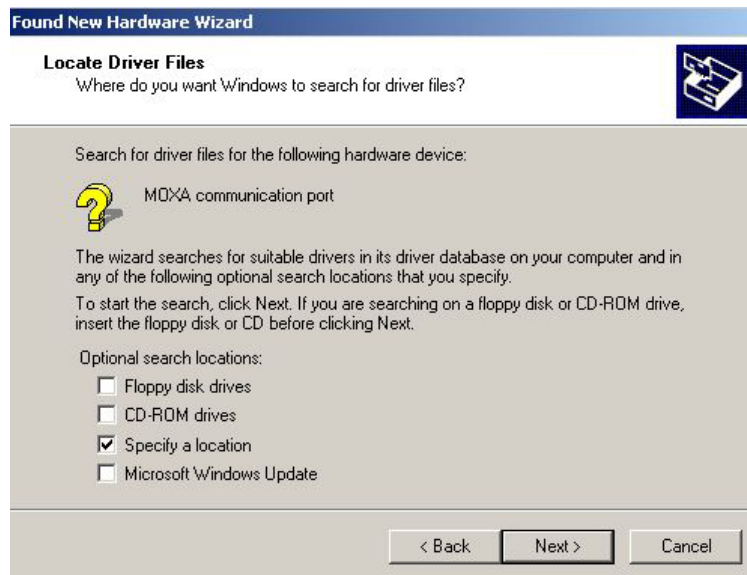 Found New Hardware Wizard
Locate Driver Files
Where do you want Windows to search for driver files?
Search for driver files for the following hardware device:
MOXA communication port
The wizard searches for suitable drivers in its driver database on your computer and in
any of the following optional search locations that you specify.
To start the search, click Next. If you are searching on a floppy disk or CD-ROM drive,
insert the floppy disk or CD before clicking Next.
Optional search locations:
Floppy disk drives
CD-ROM drives
Specify a location
Microsoft Windows Update
< Back Next > Cancel